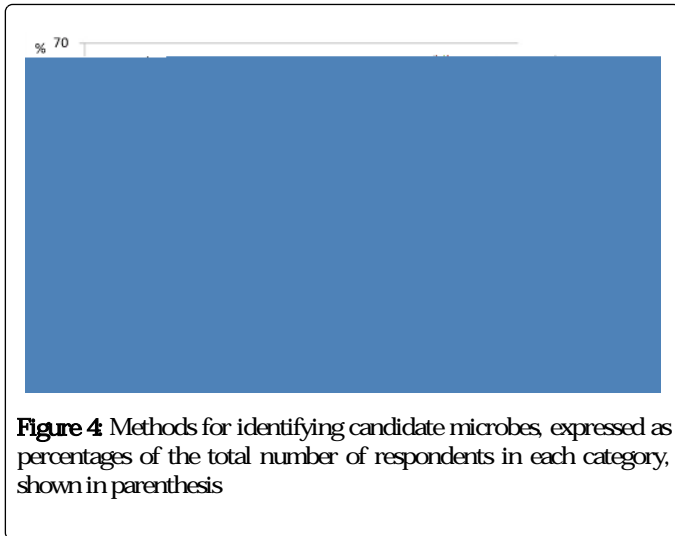 % 70
Figure 4: Methods for identifying candidate microbes, expressed as
percentages of the total number of respondents in each category,
shown in parenthesis